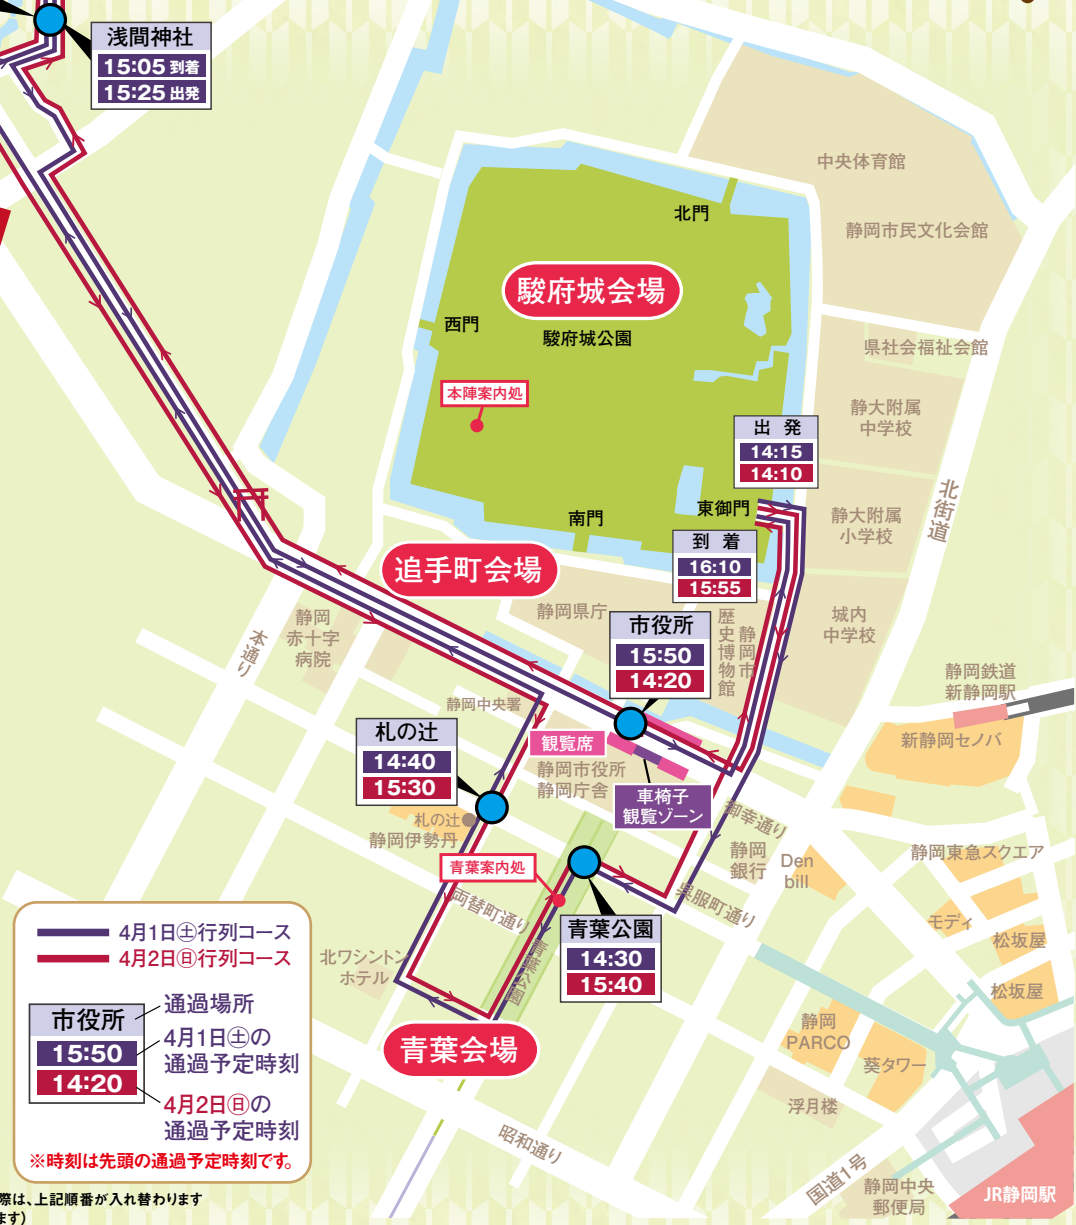 浅間神社
15:05 到着
15:25 出発
中央体育館
北門
静岡市民文化会館
駿府城会場
西門
駿府城公園
県社会福祉会館
本陣案内処
静大附属
中学校
出 発
14:15
14:10
北街道
東御門
南門
静大附属
小学校
到 着
16:10
15:55
追手町会場
静岡県庁
静岡
赤十字
病院
本通り
市役所
15:50
14:20
静岡市
歴史博物館
城内
中学校
静岡鉄道
新静岡駅
静岡中央署
札の辻
14:40
15:30
観覧席
新静岡セノバ
静岡市役所
静岡庁舎
車椅子
観覧ゾーン
御幸通り
札の辻
静岡伊勢丹
静岡
銀行
Den
bill
静岡東急スクエア
青葉案内処
両替町通り
呉服町通り
モディ
松坂屋
青葉公園
14:30
15:40
青葉公園
北ワシントン
ホテル
松坂屋
静岡
PARCO
青葉会場
葵タワー
浮月楼
昭和通り
国道1号
静岡中央
郵便局
JR静岡駅
4月1日㊏行列コース
4月2日㊐行列コース
市役所
15:50
14:20
通過場所
4月1日㊏の
通過予定時刻
4月2日㊐の
通過予定時刻
※時刻は先頭の通過予定時刻です。
際は、上記順番が入れ替わります
ます)